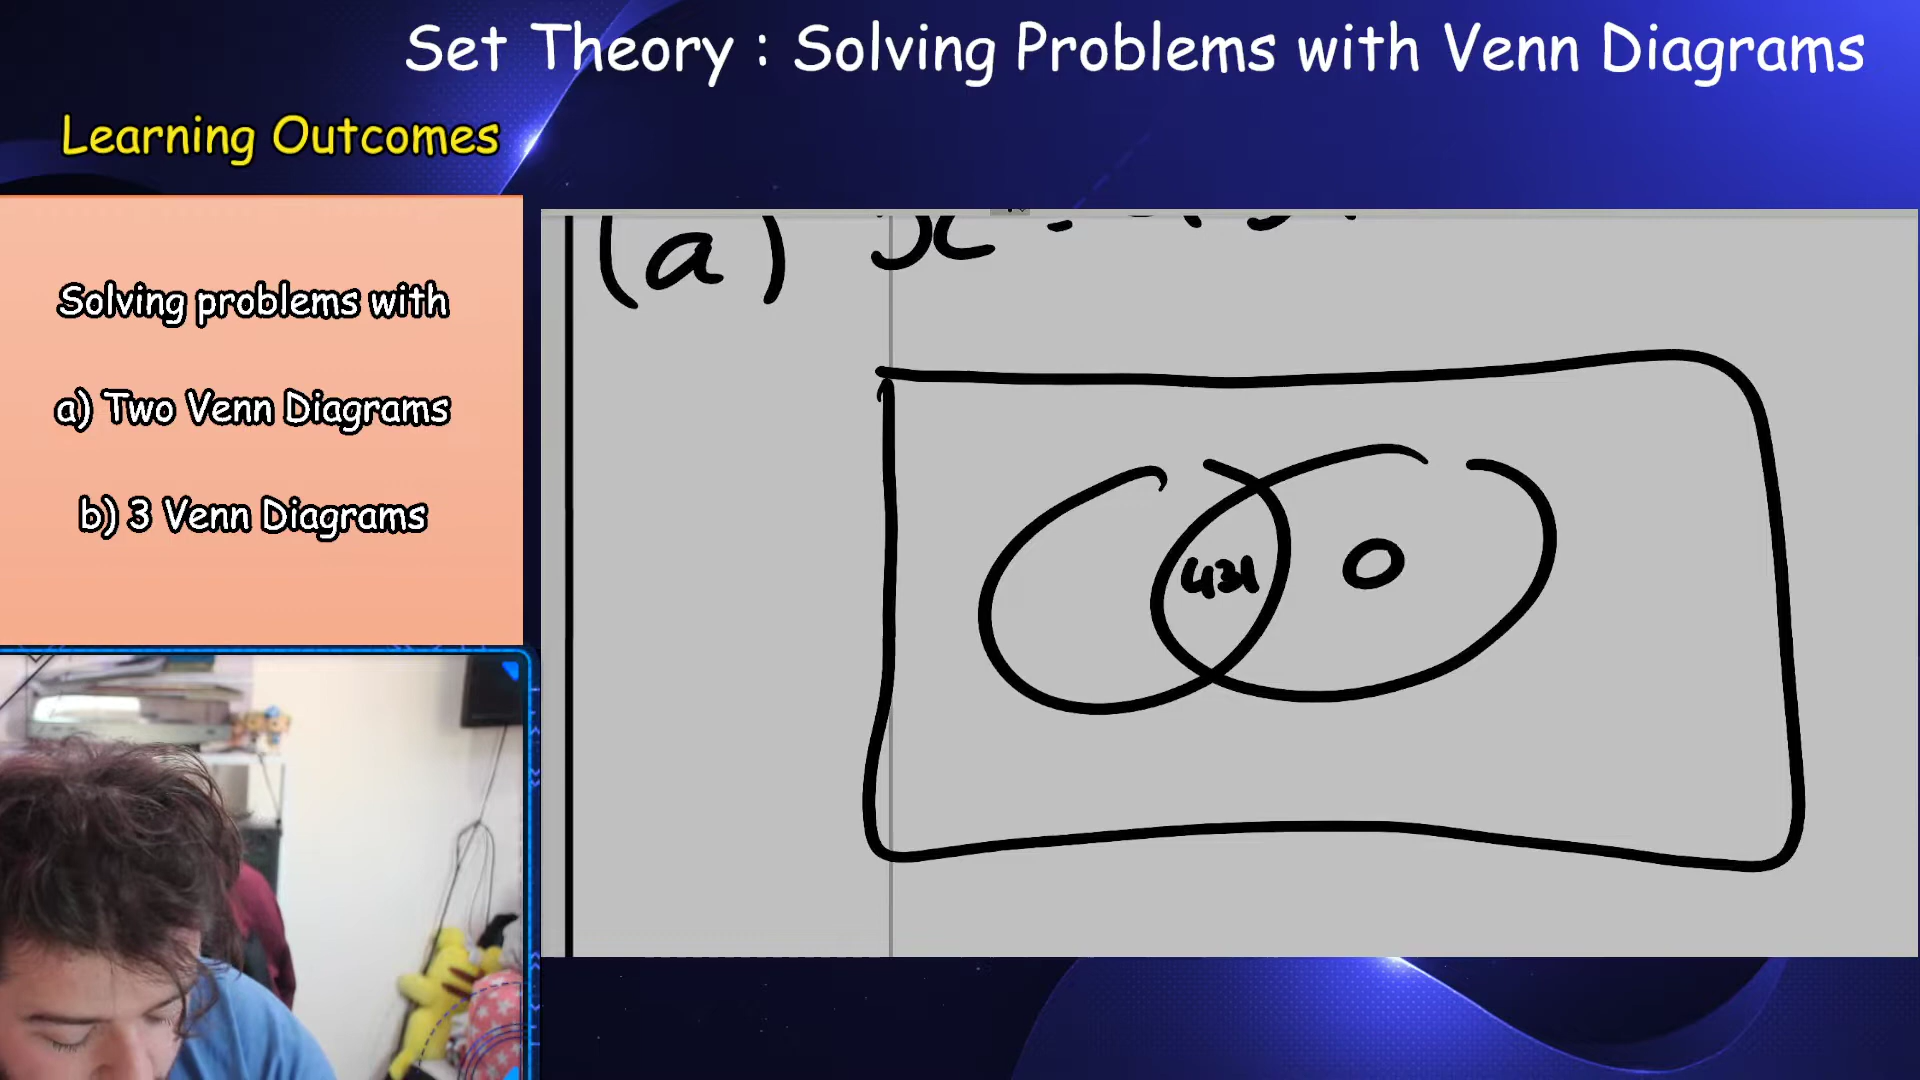 Set Theory : Solving Problems with Venn Diagrams
Learning Outcomes
Solving problems with
a) Two Venn Diagrams
b) 3 Venn Diagrams
(a) x =
431 0